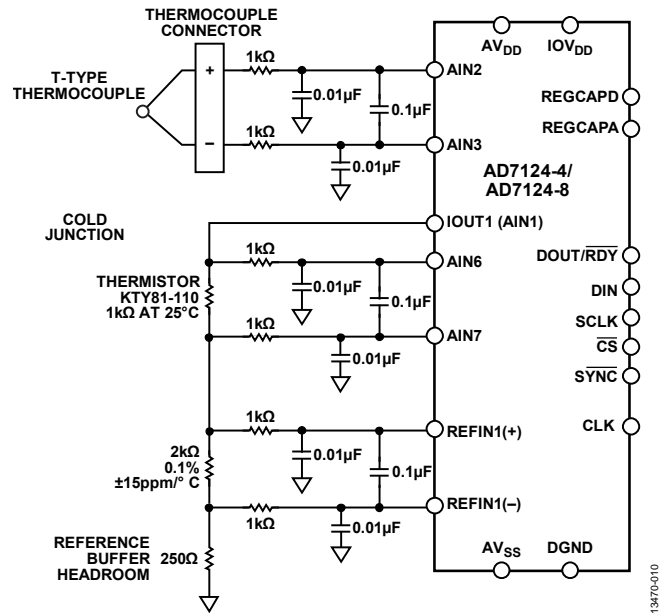 THERMOCOUPLE
CONNECTOR
T-TYPE
THERMOCOUPLE
+
–
1kΩ
0.01µF
0.1µF
1kΩ
0.01µF
AIN2
AIN3
AV_DD
IOV_DD
REGCAPD
REGCAPA
AD7124-4/
AD7124-8
COLD
JUNCTION
IOUT1 (AIN1)
THERMISTOR
KTY81-110
1kΩ AT 25°C
1kΩ
0.01µF
0.1µF
1kΩ
0.01µF
AIN6
AIN7
DOUT/RDY
DIN
SCLK
CS
SYNC
CLK
2kΩ
0.1%
±15ppm/° C
1kΩ
0.01µF
0.1µF
1kΩ
0.01µF
REFIN1(+)
REFIN1(–)
REFERENCE
BUFFER
HEADROOM
250Ω
AV_SS
DGND
13470-010